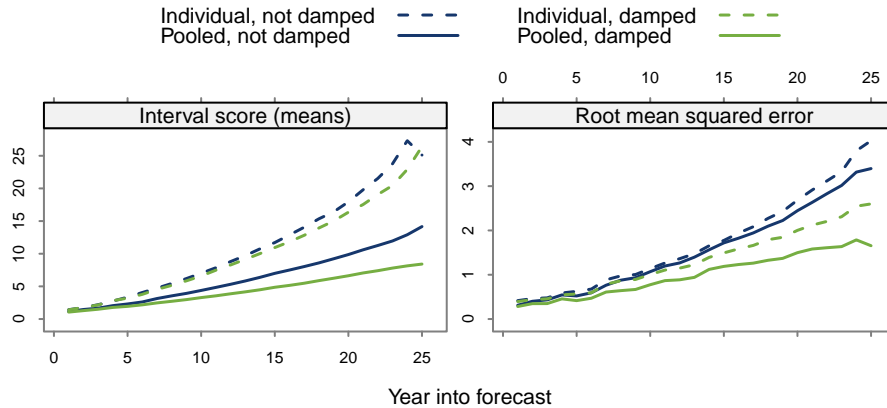 Individual, not damped
Individual, damped
Pooled, not damped
Pooled, damped
0 5 10 15 20 25
Interval score (means)
Root mean squared error
25
20
15
10
5
0
4
3
2
1
0
0 5 10 15 20 25
Year into forecast